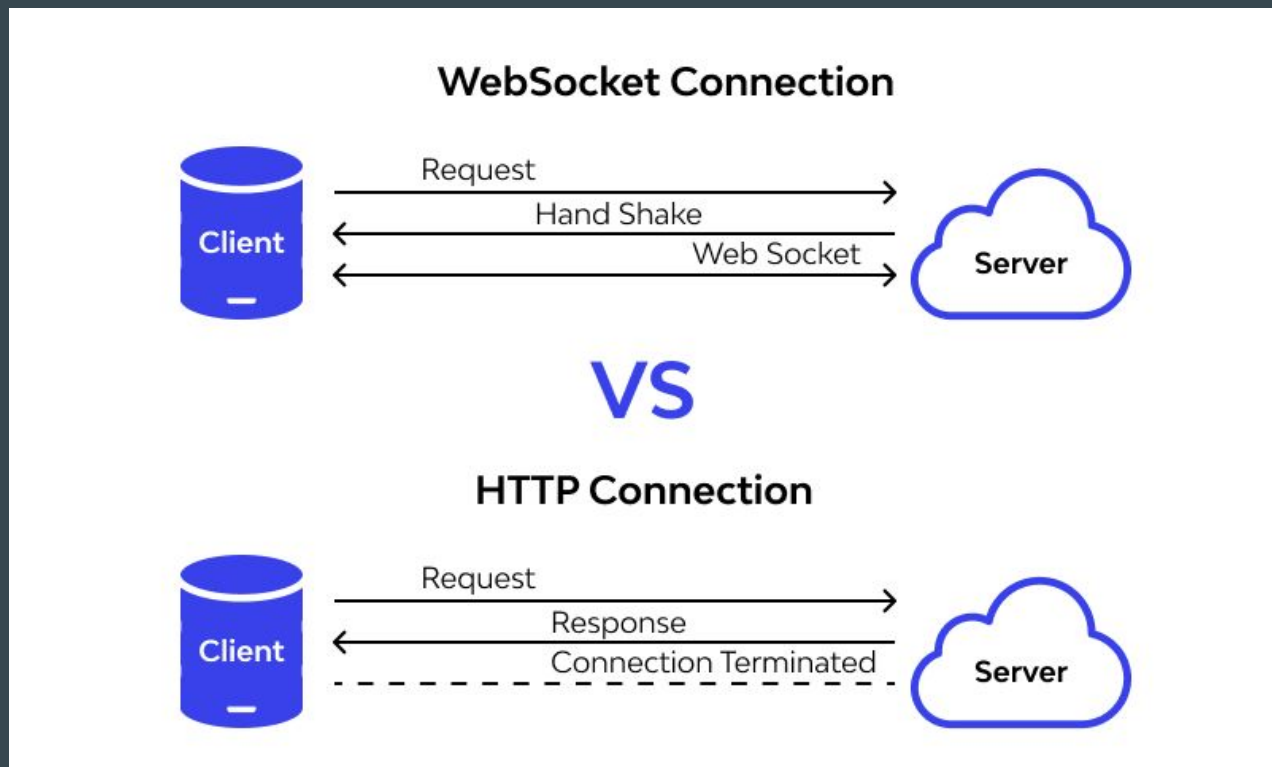 WebSocket Connection
Request
Hand Shake
Client
Web Socket
Server
VS
HTTP Connection
Request
Response
Client
Connection Terminated
Server